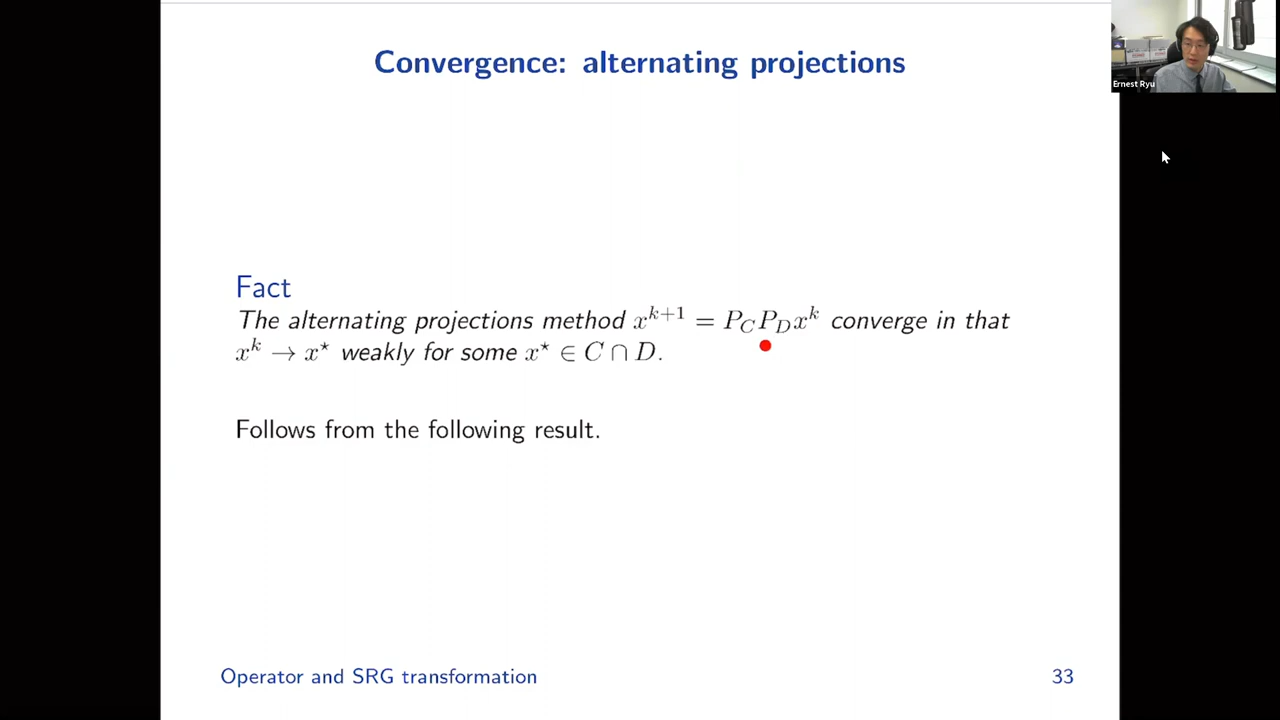 Convergence: alternating projections
Ernest Ryu
Fact
The alternating projections method x^{k+1} = P_C P_D x^k converge in that
x^k → x^⋆ weakly for some x^⋆ ∈ C ∩ D.
Follows from the following result.
Operator and SRG transformation
33